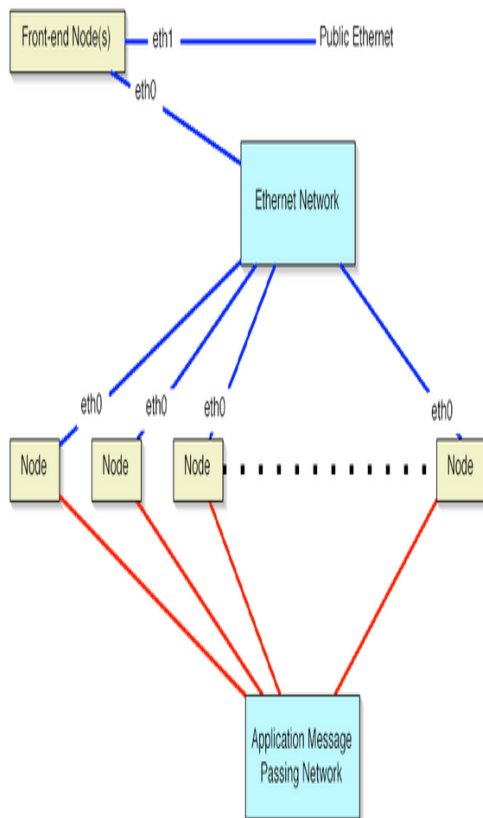 Front-end Node(s)
eth1
Public Ethernet
eth0
Ethernet Network
eth0
eth0
eth0
eth0
Node
Node
Node
Node
Application Message
Passing Network